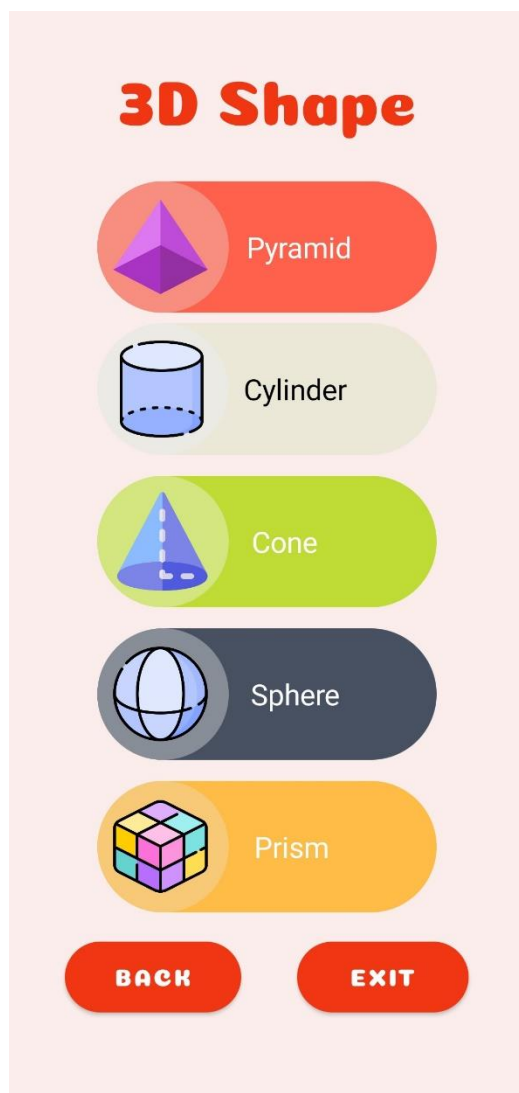 3D Shape
Pyramid
Cylinder
Cone
Sphere
Prism
BACK EXIT